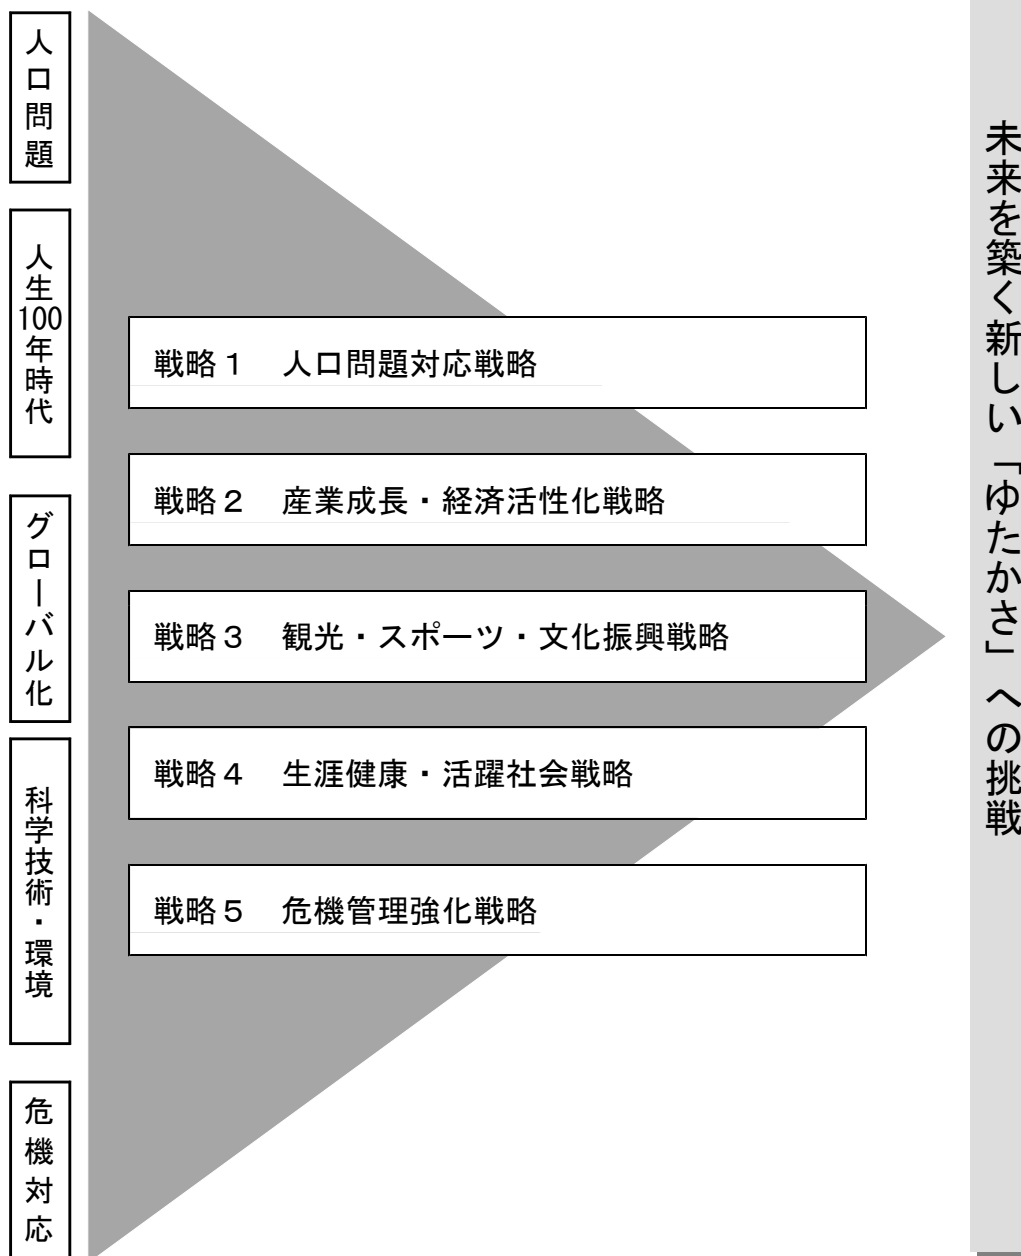 人口問題
人生100年時代
グローバル化
科学技術・環境
危機対応
戦略１　人口問題対応戦略
戦略２　産業成長・経済活性化戦略
戦略３　観光・スポーツ・文化振興戦略
戦略４　生涯健康・活躍社会戦略
戦略５　危機管理強化戦略
未来を築く新しい「ゆたかさ」への挑戦